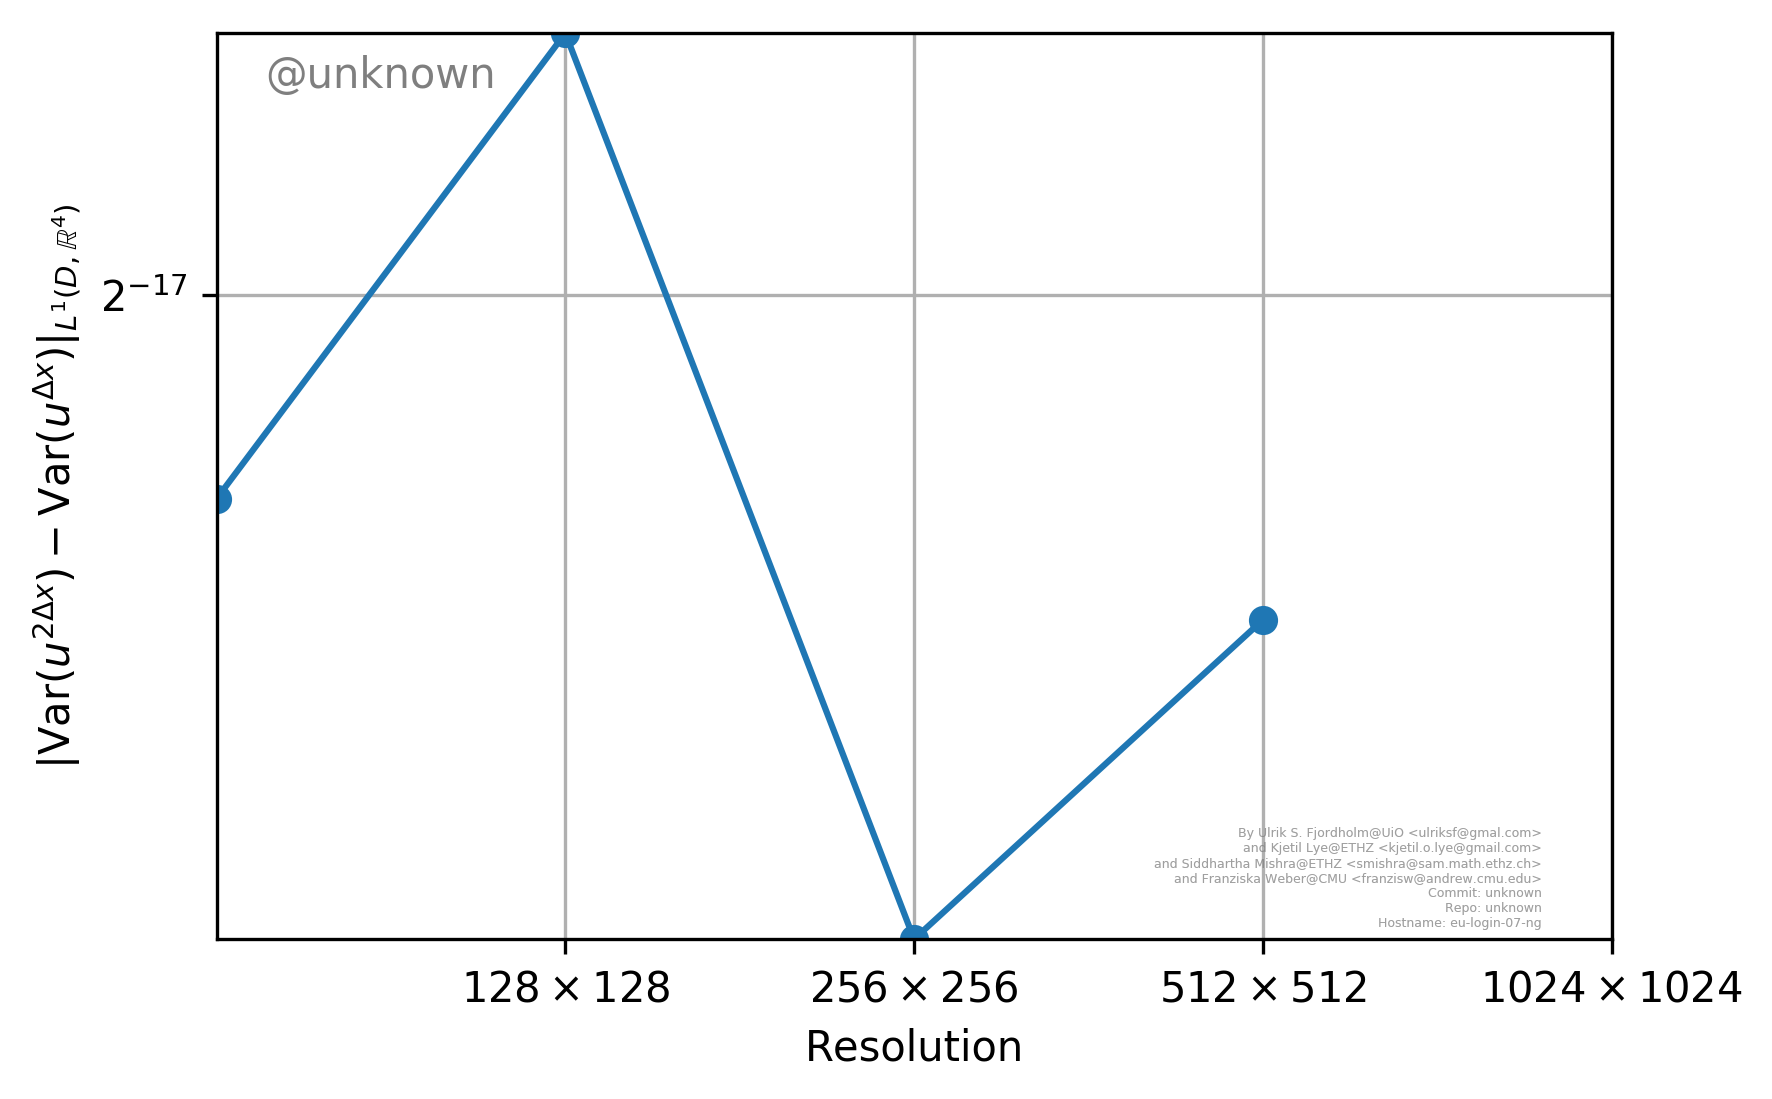 @unknown
2^{-17}
|Var(u^{2Δx}) − Var(u^{Δx})|_{L^1(D, ℝ^4)}
By Ulrik S. Fjordholm@UiO <ulriksf@gmal.com>
and Kjetil Lye@ETHZ <kjetil.o.lye@gmail.com>
and Siddhartha Mishra@ETHZ <smishra@sam.math.ethz.ch>
and Franziska Weber@CMU <franzisw@andrew.cmu.edu>
Commit: unknown
Repo: unknown
Hostname: eu-login-07-ng
128 × 128 256 × 256 512 × 512 1024 × 1024
Resolution